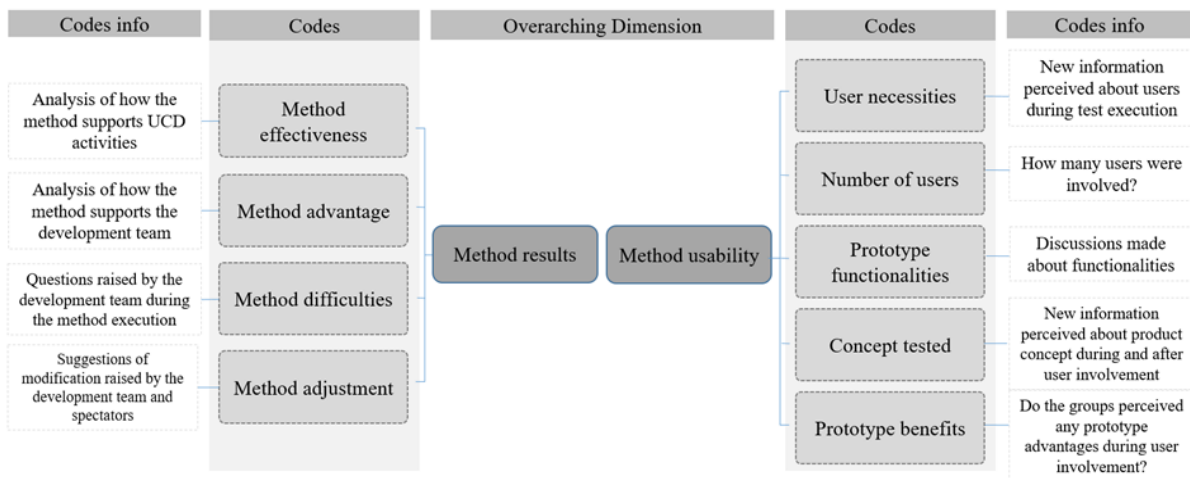 Codes info
Codes
Overarching Dimension
Codes
Codes info
Analysis of how the
method supports UCD
activities
Method
effectiveness
Analysis of how the
method supports the
development team
Method advantage
Questions raised by the
development team during
the method execution
Method difficulties
Suggestions of
modification raised by the
development team and
spectators
Method adjustment
Method results
Method usability
User necessities
New information
perceived about users
during test execution
Number of users
How many users were
involved?
Prototype
functionalities
Discussions made
about functionalities
Concept tested
New information
perceived about product
concept during and after
user involvement
Prototype benefits
Do the groups perceived
any prototype
advantages during user
involvement?